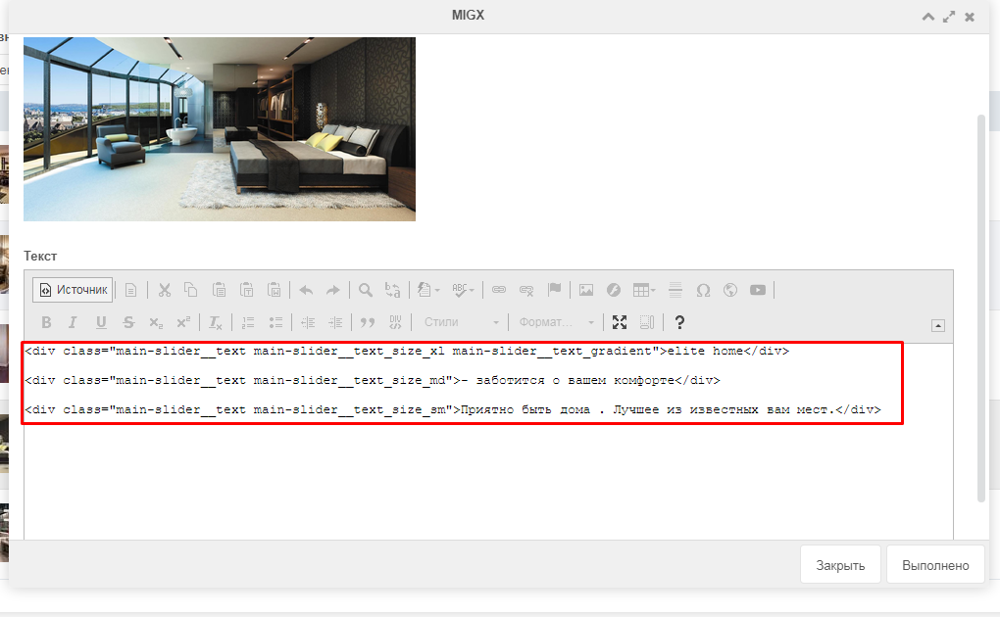 MIGX
Текст
Источник
Стили
Формат...
<div class="main-slider__text main-slider__text_size_xl main-slider__text_gradient">elite home</div>
<div class="main-slider__text main-slider__text_size_md">- заботится о вашем комфорте</div>
<div class="main-slider__text main-slider__text_size_sm">Приятно быть дома . Лучшее из известных вам мест.</div>
Закрыть
Выполнено